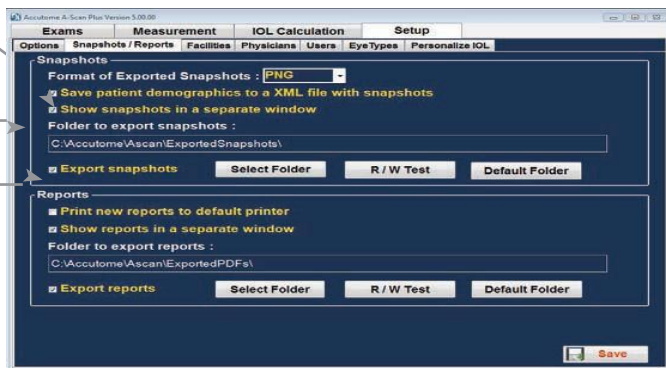 Accutome A-Scan Plus Version 5.00.00
Exams Measurement IOL Calculation Setup
Options Snapshots / Reports Facilities Physicians Users Eye Types Personalize IOL
Snapshots
Format of Exported Snapshots : PNG
Save patient demographics to a XML file with snapshots
Show snapshots in a separate window
Folder to export snapshots :
C:\Accutome\Ascan\ExportedSnapshots\
Export snapshots Select Folder R / W Test Default Folder
Reports
Print new reports to default printer
Show reports in a separate window
Folder to export reports :
C:\Accutome\Ascan\ExportedPDFs\
Export reports Select Folder R / W Test Default Folder
Save